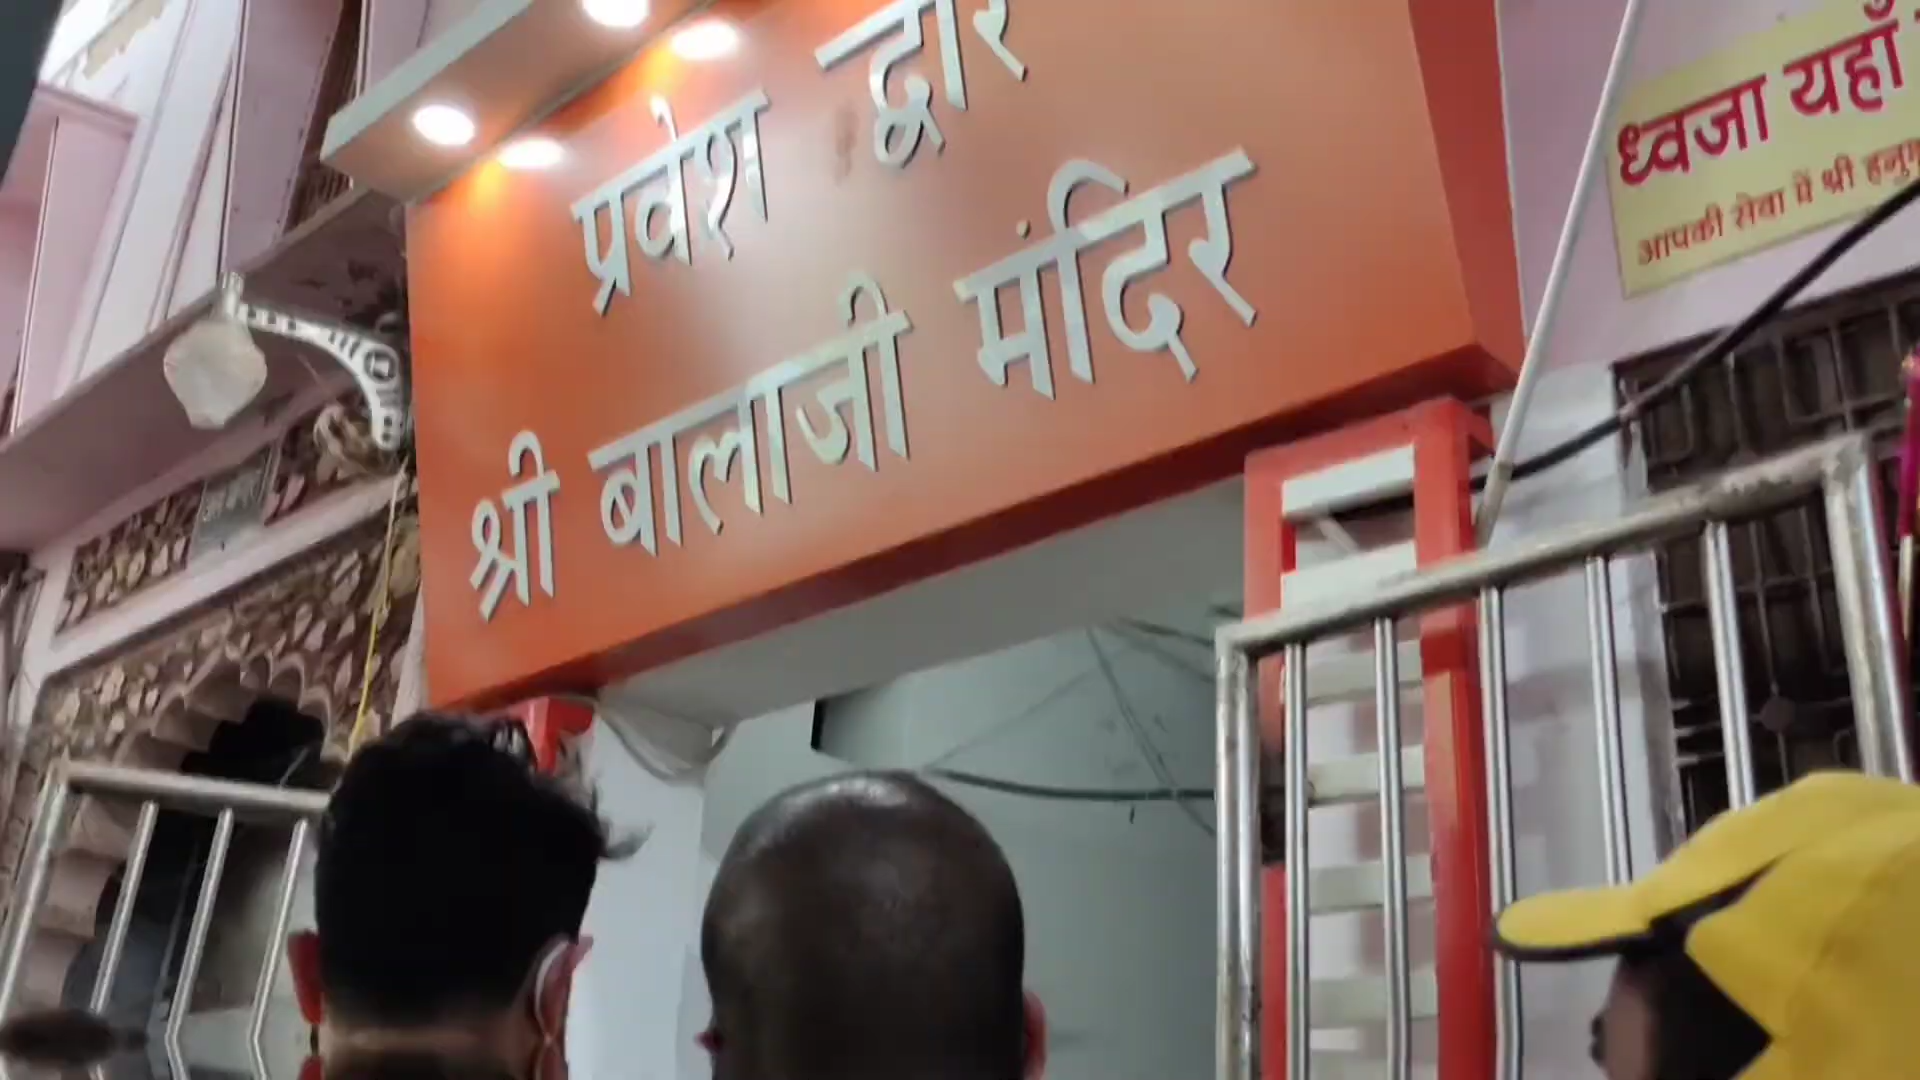 प्रवेश द्वार
श्री बालाजी मंदिर
ध्वजा यहाँ
आपकी सेवा में श्री